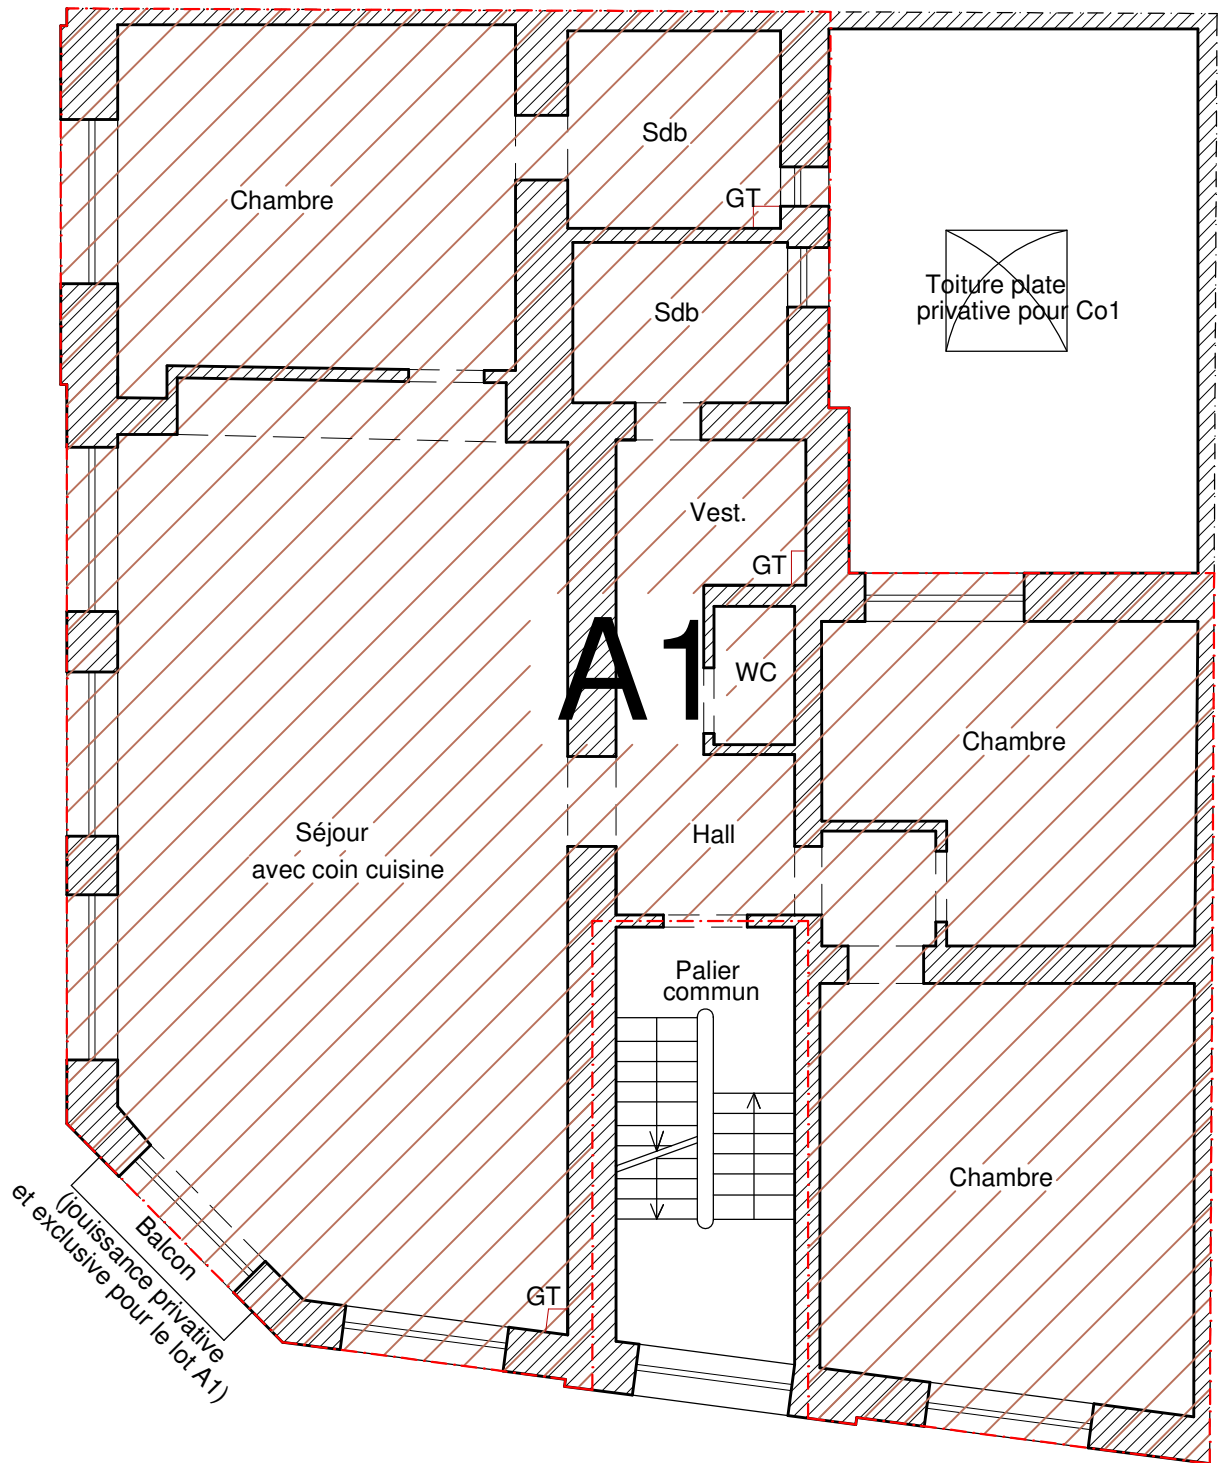 Sdb
Chambre
GT
Toiture plate
privative pour Co1
Sdb
Vest.
GT
A1
WC
Chambre
Séjour
avec coin cuisine
Hall
Palier
commun
Chambre
Balcon
(jouissance privative
et exclusive pour le lot A1)
GT